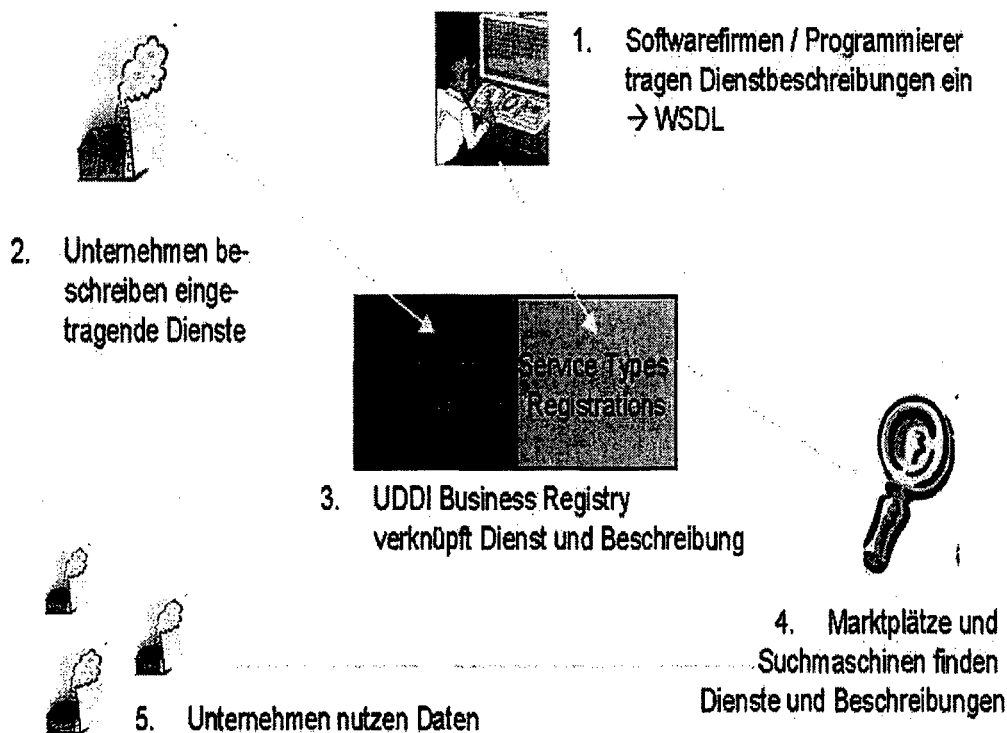 1. Softwarefirmen / Programmierer
tragen Dienstbeschreibungen ein
→ WSDL
2. Unternehmen be-
schreiben einge-
tragende Dienste
Service Types
Registrations
3. UDDI Business Registry
verknüpft Dienst und Beschreibung
4. Marktplätze und
Suchmaschinen finden
Dienste und Beschreibungen
5. Unternehmen nutzen Daten